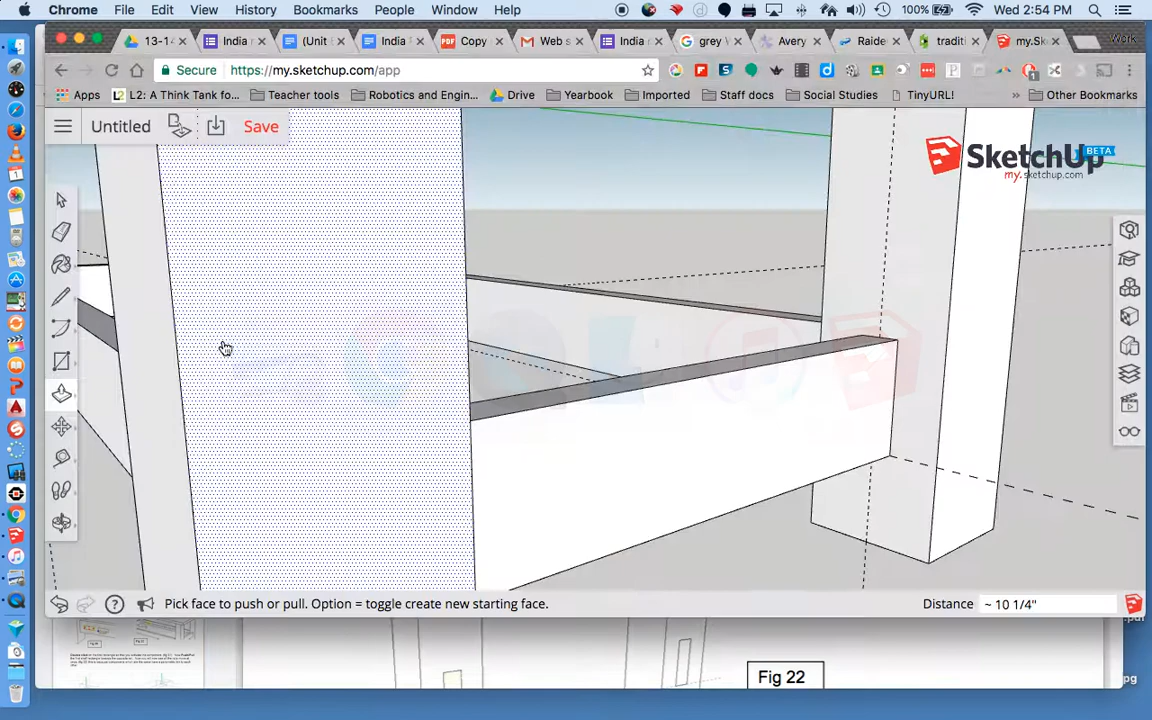 Chrome File Edit View History Bookmarks People Window Help 100% Wed 2:54 PM
13-1 India r (Unit India PDF Copy Web s India r grey Avery Raide traditi my.Sk Work
Secure https://my.sketchup.com/app
Apps L2: A Think Tank fo... Teacher tools Robotics and Engin... Drive Yearbook Imported Staff docs Social Studies TinyURL! » Other Bookmarks
Untitled Save
SketchUp BETA
my.sketchup.com
Pick face to push or pull. Option = toggle create new starting face.
Distance ~ 10 1/4"
Fig 22
pg